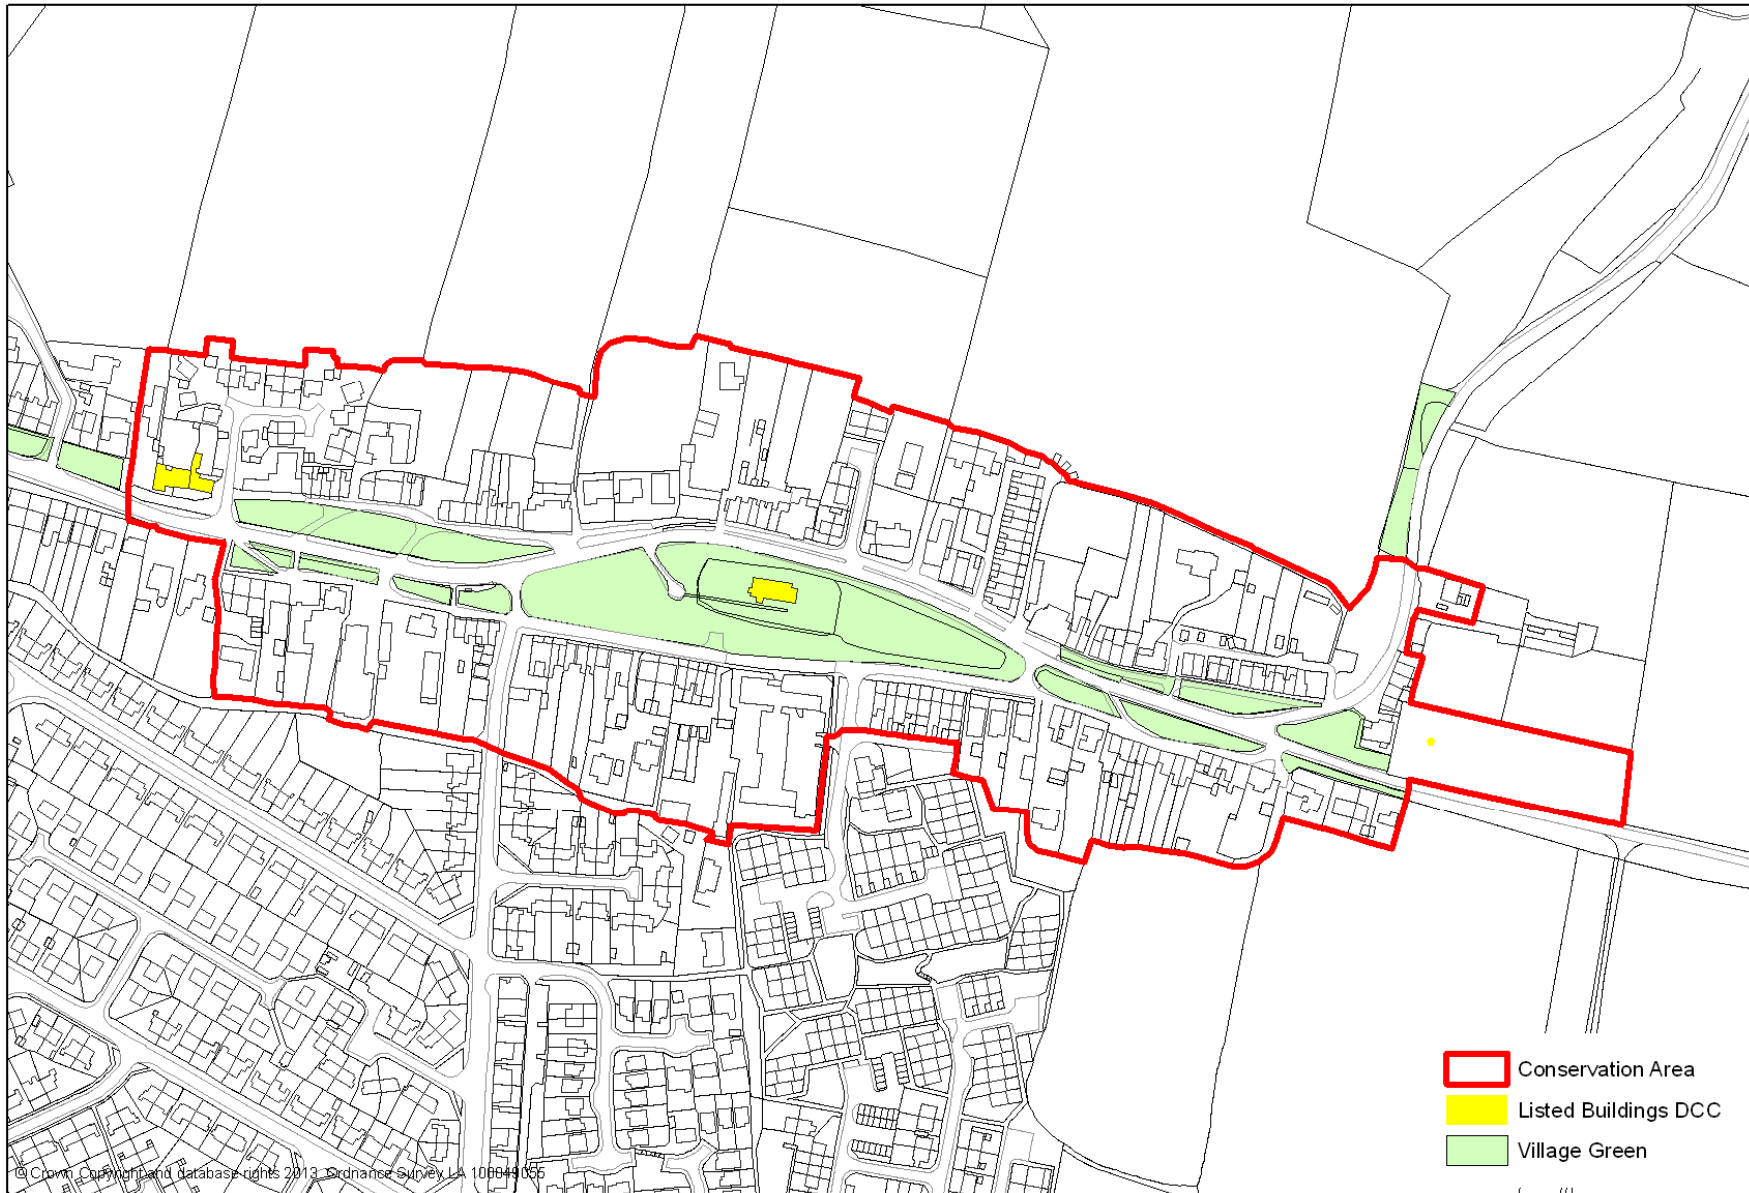 Conservation Area
Listed Buildings DCC
Village Green
© Crown Copyright and database rights 2013. Ordnance Survey LA 100049055